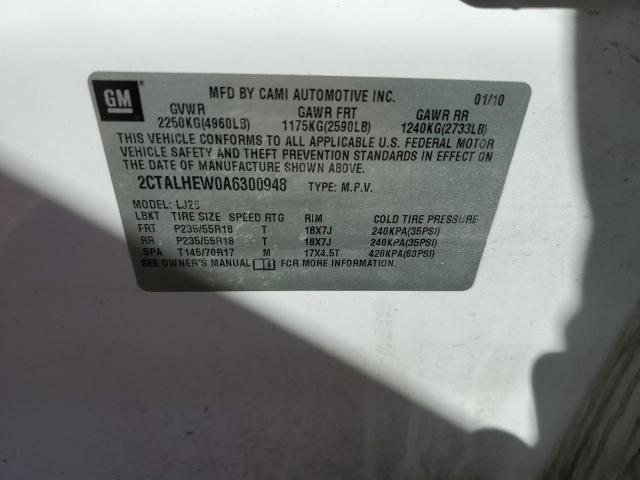 GM MFD BY CAMI AUTOMOTIVE INC. 01/10
GVWR GAWR FRT GAWR RR
2250KG(4960LB) 1175KG(2590LB) 1240KG(2733LB)
THIS VEHICLE CONFORMS TO ALL APPLICABLE U.S. FEDERAL MOTOR
VEHICLE SAFETY AND THEFT PREVENTION STANDARDS IN EFFECT ON
THE DATE OF MANUFACTURE SHOWN ABOVE.
2CTALHEW0A6300948 TYPE: M.P.V.
MODEL: LJ26
LBKT TIRE SIZE SPEED RTG RIM COLD TIRE PRESSURE
FRT P235/55R18 T 18X7J 240KPA(35PSI)
RR P235/55R18 T 18X7J 240KPA(35PSI)
SPA T145/70R17 M 17X4.5T 420KPA(60PSI)
SEE OWNER'S MANUAL FOR MORE INFORMATION.